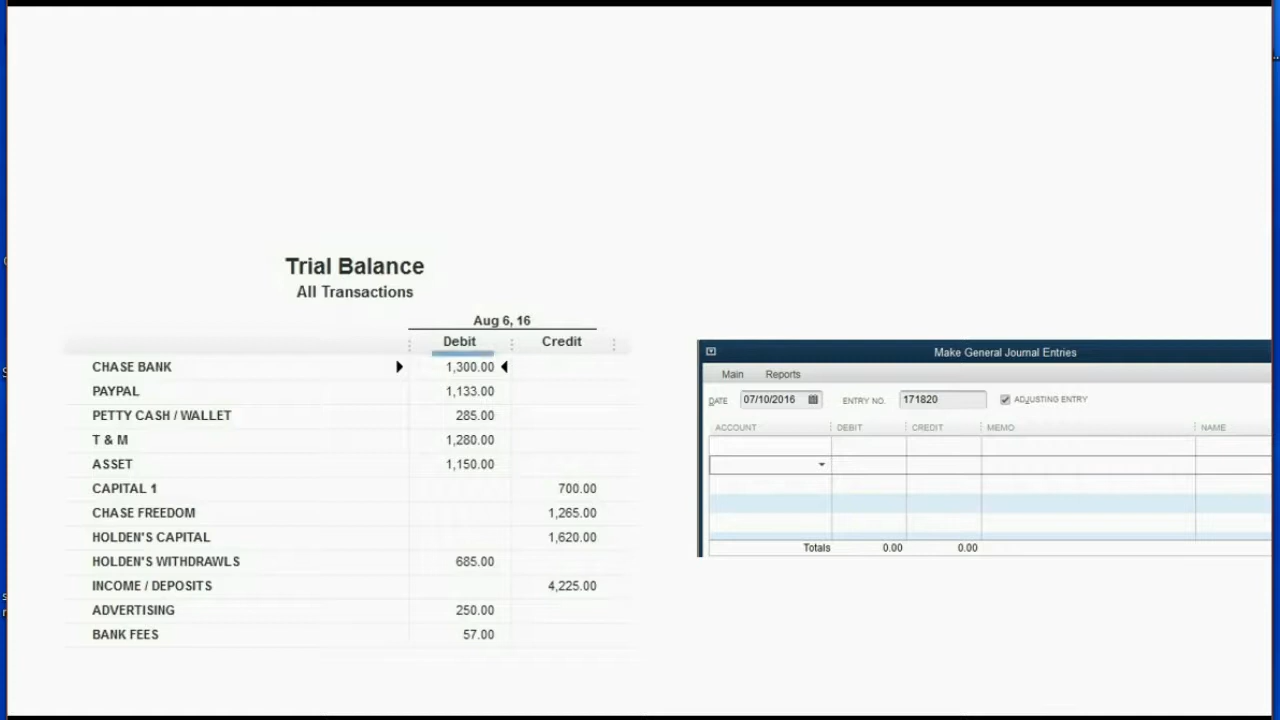 Trial Balance
All Transactions
Aug 6, 16
Debit Credit
CHASE BANK 1,300.00
PAYPAL 1,133.00
PETTY CASH / WALLET 285.00
T & M 1,280.00
ASSET 1,150.00
CAPITAL 1 700.00
CHASE FREEDOM 1,265.00
HOLDEN'S CAPITAL 1,620.00
HOLDEN'S WITHDRAWLS 685.00
INCOME / DEPOSITS 4,225.00
ADVERTISING 250.00
BANK FEES 57.00
Make General Journal Entries
Main Reports
DATE 07/10/2016 ENTRY NO. 171820 ADJUSTING ENTRY
ACCOUNT DEBIT CREDIT MEMO NAME
Totals 0.00 0.00